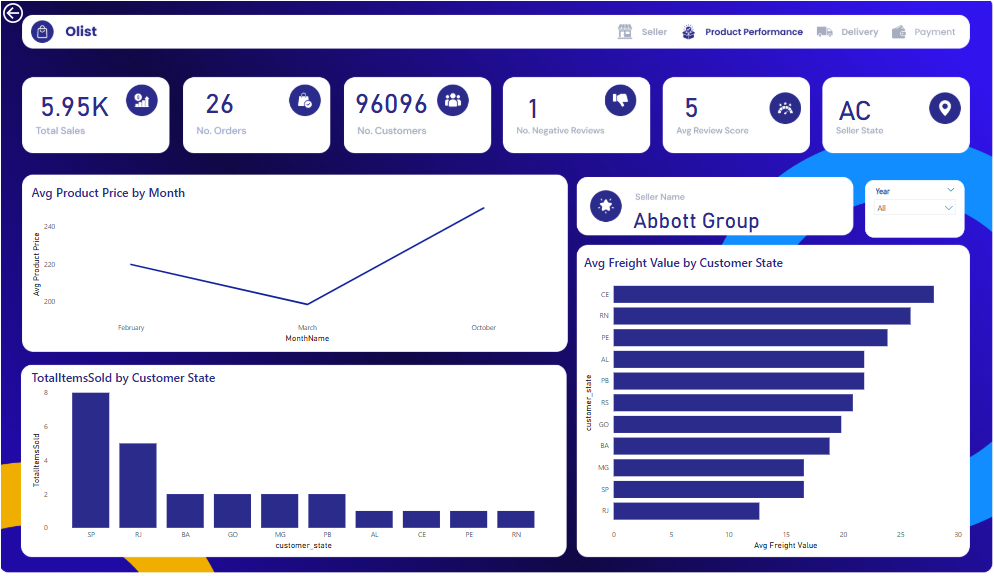 Olist
Seller
Product Performance
Delivery
Payment
5.95K
Total Sales
26
No. Orders
96096
No. Customers
1
No. Negative Reviews
5
Avg Review Score
AC
Seller State
Avg Product Price by Month
Avg Product Price
240
220
200
February
March
October
MonthName
Seller Name
Abbott Group
Year
All
TotalItemsSold by Customer State
TotalItemsSold
8
6
4
2
0
SP
RJ
BA
GO
MG
PB
AL
CE
PE
RN
customer_state
Avg Freight Value by Customer State
customer_state
CE
RN
PE
AL
PB
RS
GO
BA
MG
SP
RJ
0
5
10
15
20
25
30
Avg Freight Value